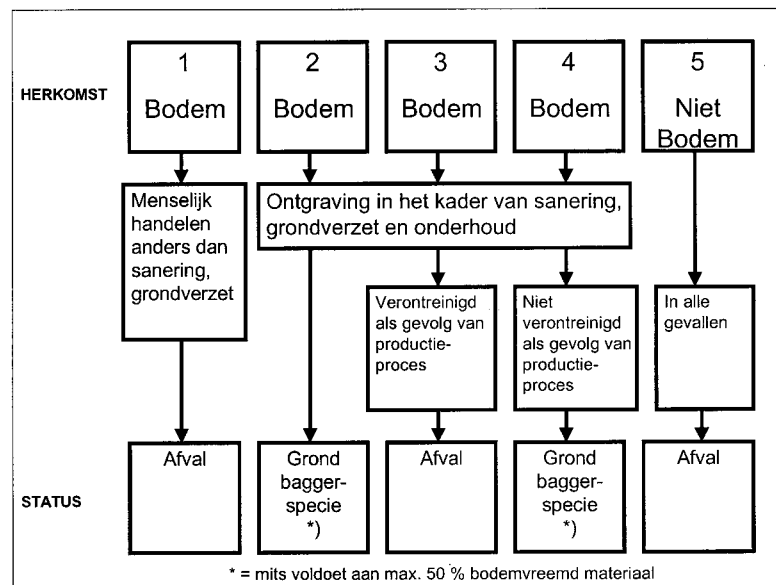 HERKOMST
1
Bodem
2
Bodem
3
Bodem
4
Bodem
5
Niet
Bodem
Menselijk
handelen
anders dan
sanering,
grondverzet
Ontgraving in het kader van sanering,
grondverzet en onderhoud
Verontreinigd
als gevolg van
productie-
proces
Niet
verontreinigd
als gevolg van
productie-
proces
In alle
gevallen
STATUS
Afval
Grond
bagger-
specie
*)
Afval
Grond
bagger-
specie
*)
Afval
* = mits voldoet aan max. 50 % bodemvreemd materiaal